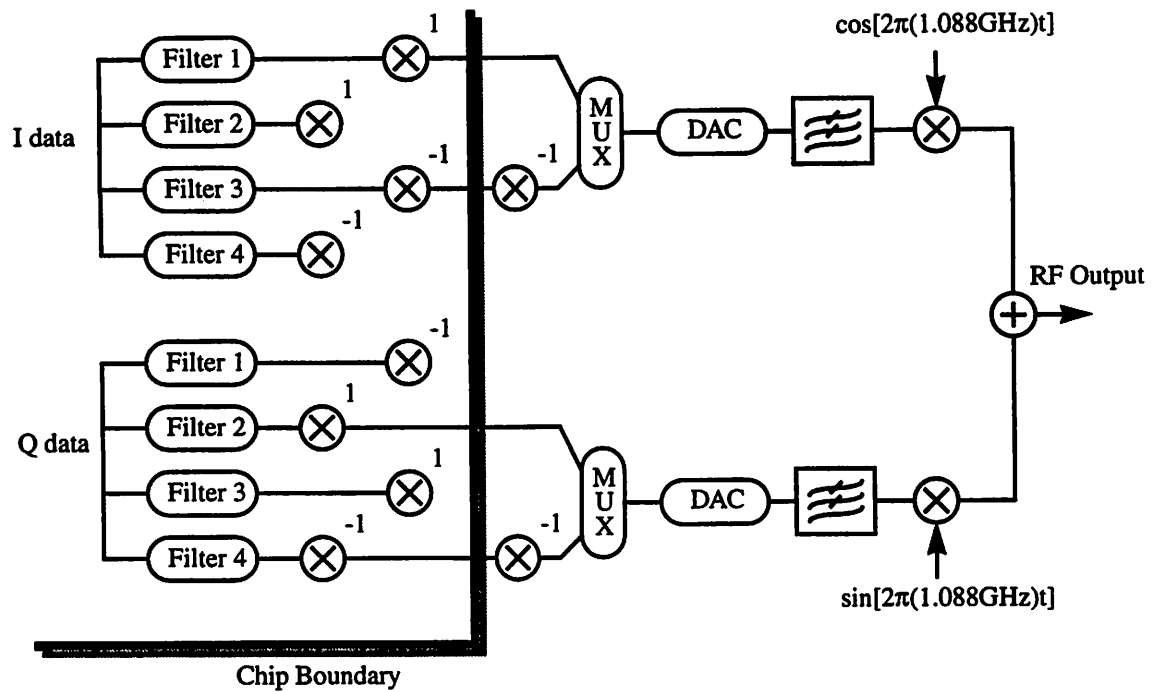 cos[2π(1.088GHz)t]
1
Filter 1
1
Filter 2
I data
M
U
X
DAC
-1
-1
Filter 3
-1
Filter 4
RF Output
-1
Filter 1
1
Filter 2
Q data
1
Filter 3
M
U
X
DAC
-1
-1
Filter 4
sin[2π(1.088GHz)t]
Chip Boundary